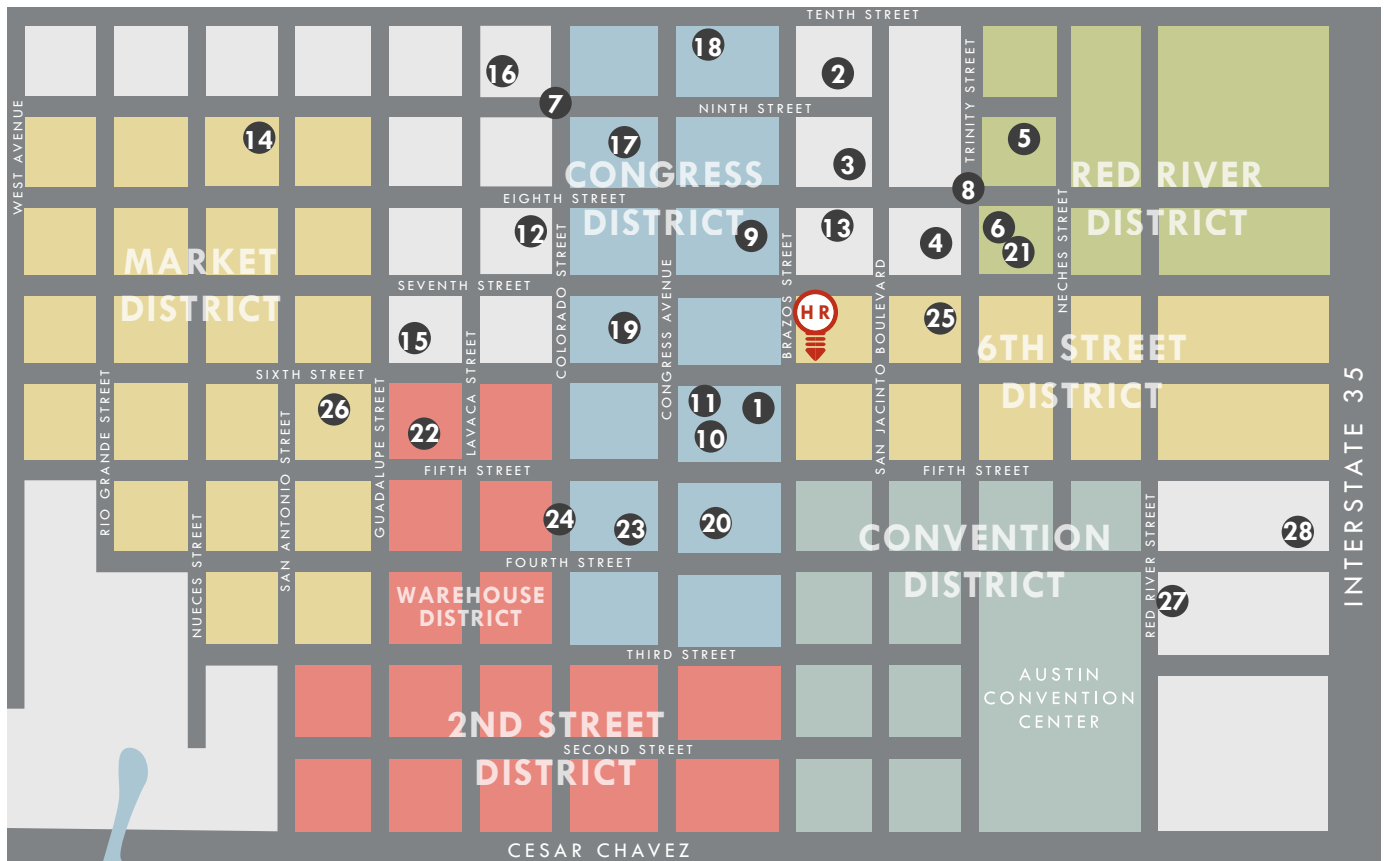 TENTH STREET
18
16
2
7
NINTH STREET
TRINITY STREET
WEST AVENUE
14
17
5
3
CONGRESS
DISTRICT
RED RIVER
DISTRICT
8
EIGHTH STREET
12
9
13
4
6
21
NECHES STREET
MARKET
DISTRICT
COLORADO STREET
CONGRESS AVENUE
BRAZOS STREET
SAN JACINTO BOULEVARD
SEVENTH STREET
HR
15
19
25
6TH STREET
DISTRICT
LAVACA STREET
SIXTH STREET
INTERSTATE 35
RIO GRANDE STREET
SAN ANTONIO STREET
GUADALUPE STREET
26
22
11
1
10
FIFTH STREET
FIFTH STREET
NUECES STREET
24
23
20
CONVENTION
DISTRICT
RED RIVER STREET
28
FOURTH STREET
WAREHOUSE
DISTRICT
27
THIRD STREET
AUSTIN
CONVENTION
CENTER
2ND STREET
DISTRICT
SECOND STREET
CESAR CHAVEZ